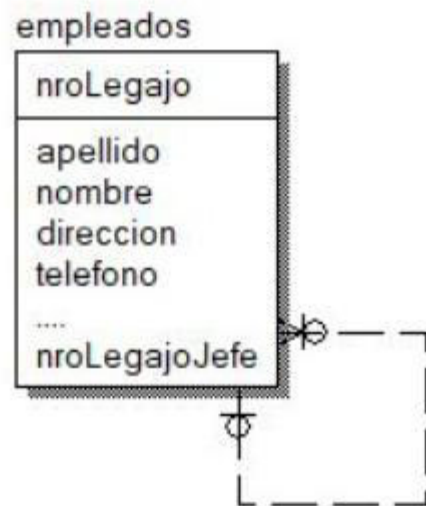 empleados
nroLegajo
apellido
nombre
direccion
telefono
....
nroLegajoJefe